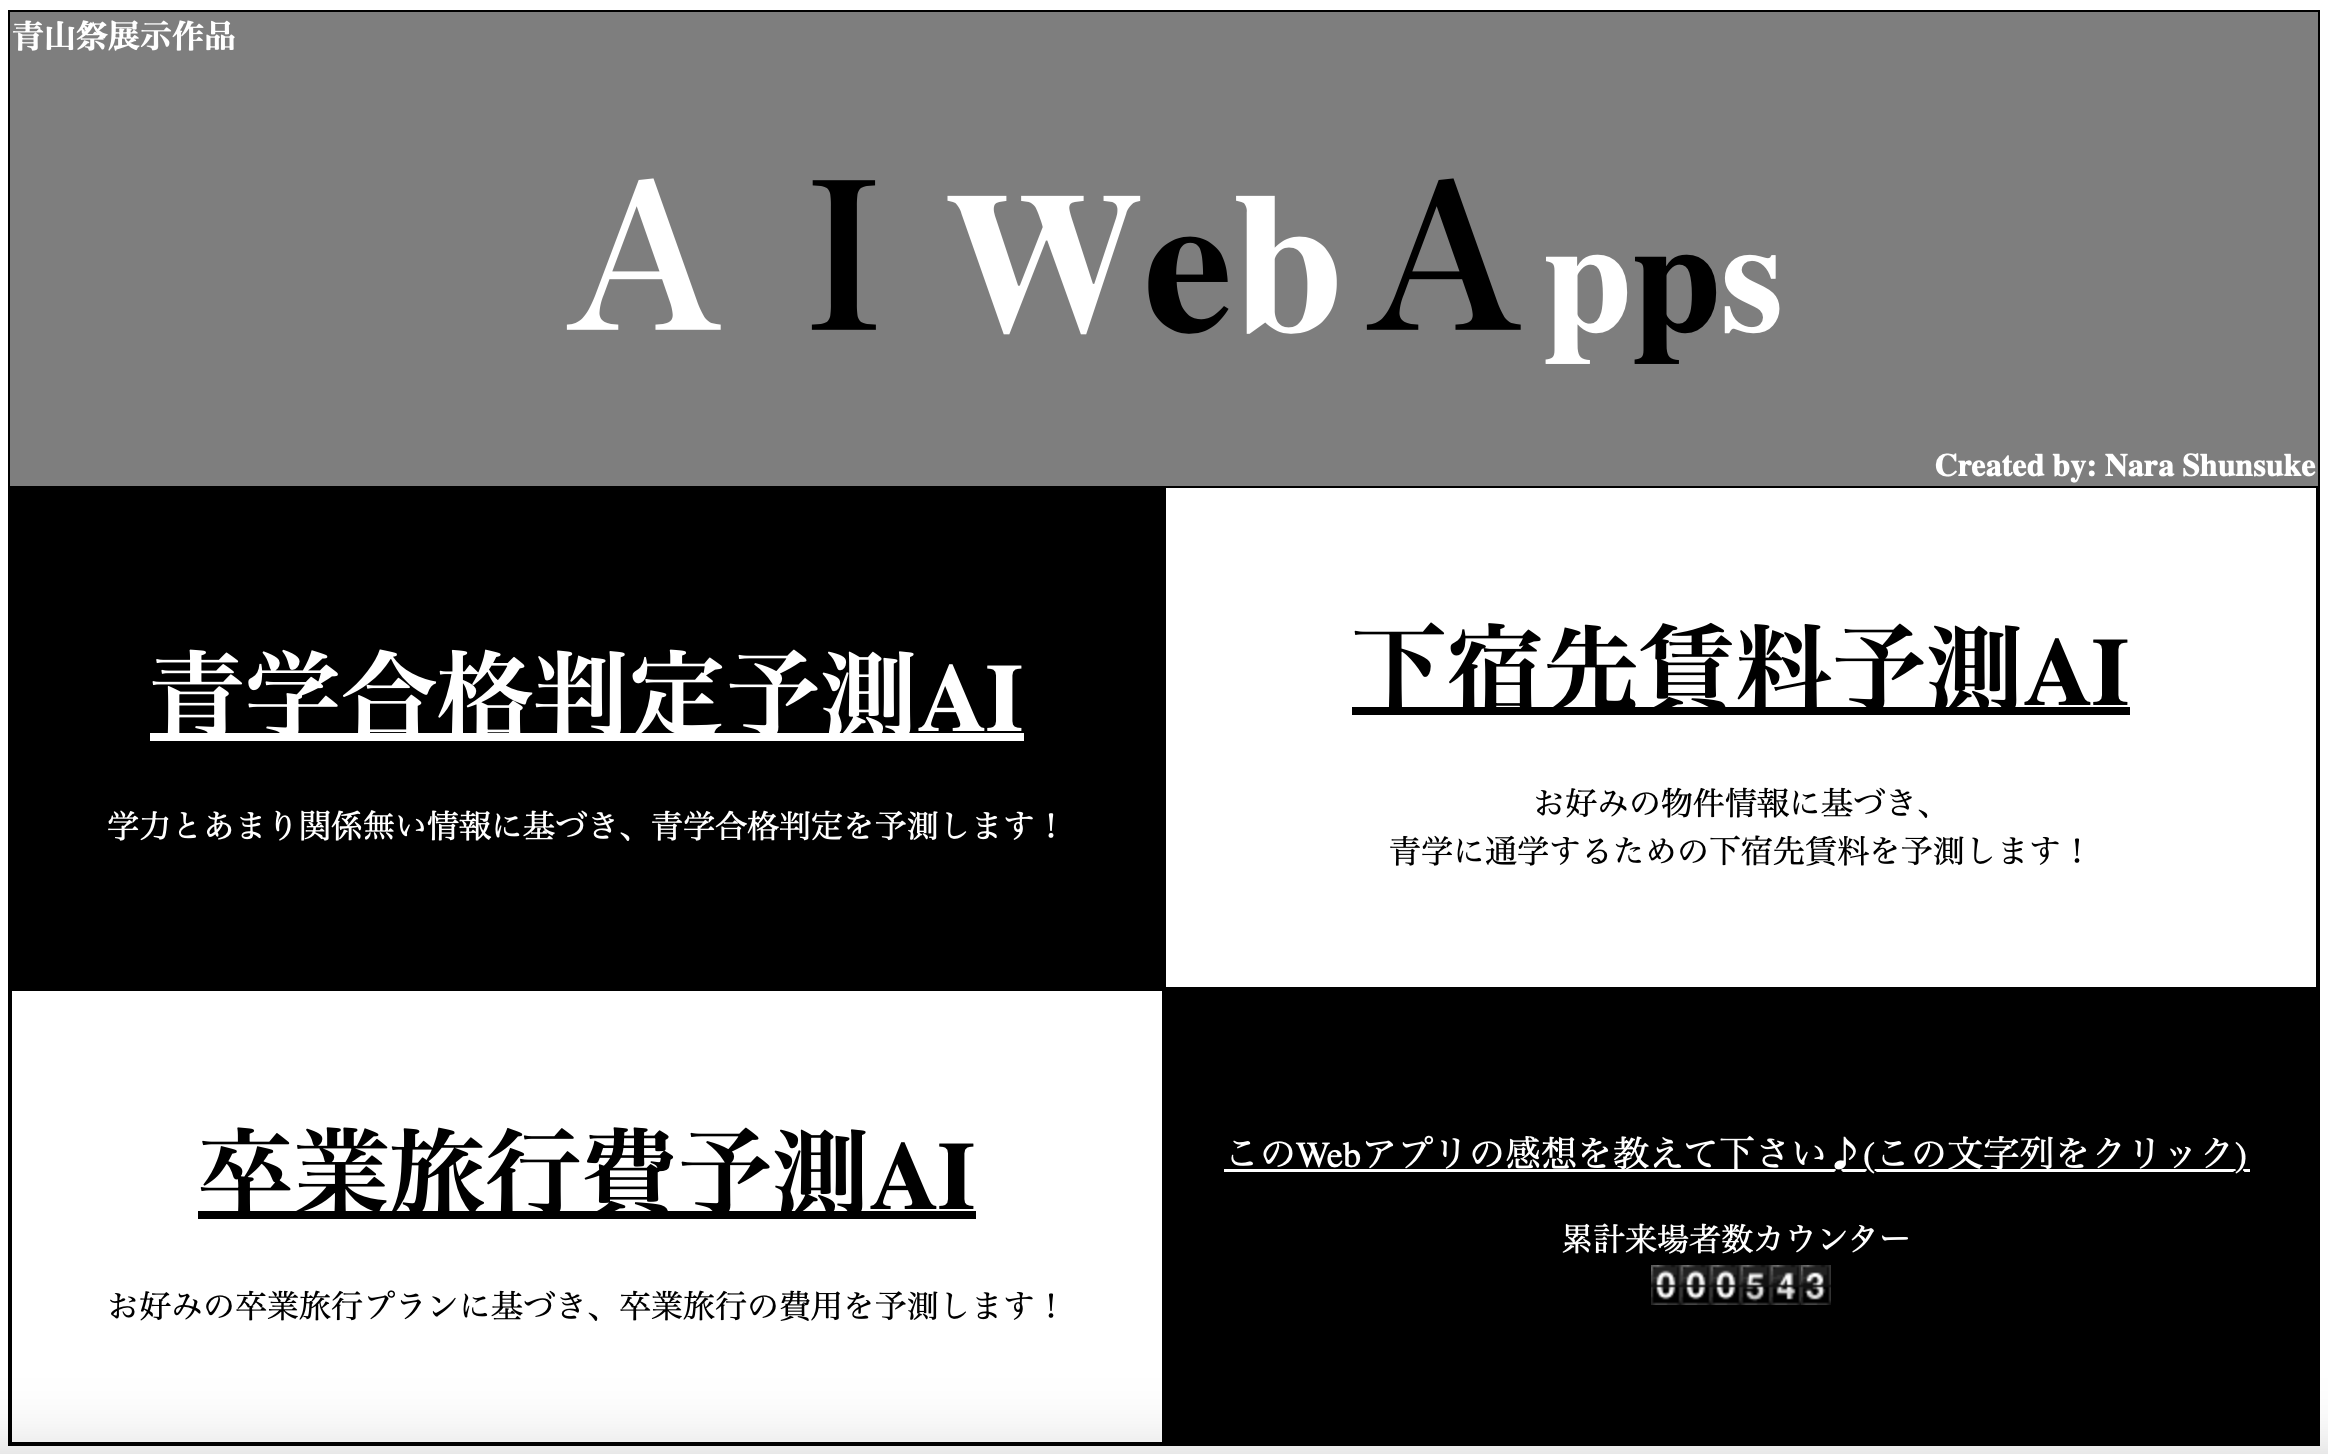 青山祭展示作品
A I Web Apps
Created by: Nara Shunsuke
青学合格判定予測AI
学力とあまり関係無い情報に基づき、青学合格判定を予測します！
下宿先賃料予測AI
お好みの物件情報に基づき、
青学に通学するための下宿先賃料を予測します！
卒業旅行費予測AI
お好みの卒業旅行プランに基づき、卒業旅行の費用を予測します！
このWebアプリの感想を教えて下さい♪(この文字列をクリック)
累計来場者数カウンター
000543